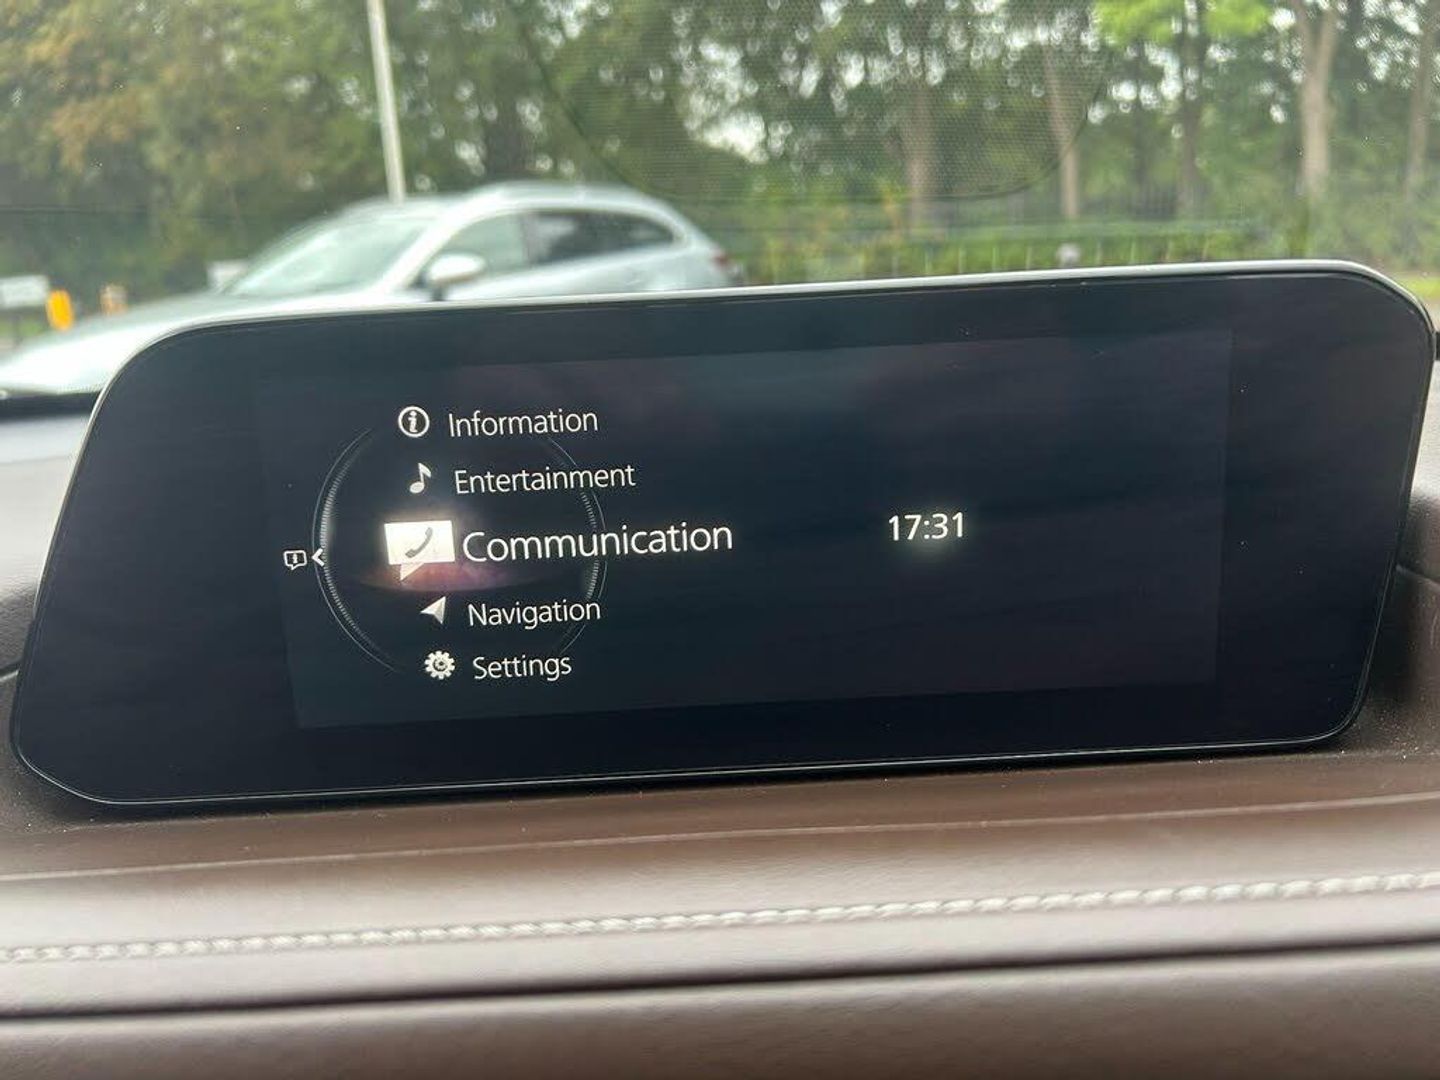 Information
Entertainment
Communication
17:31
Navigation
Settings